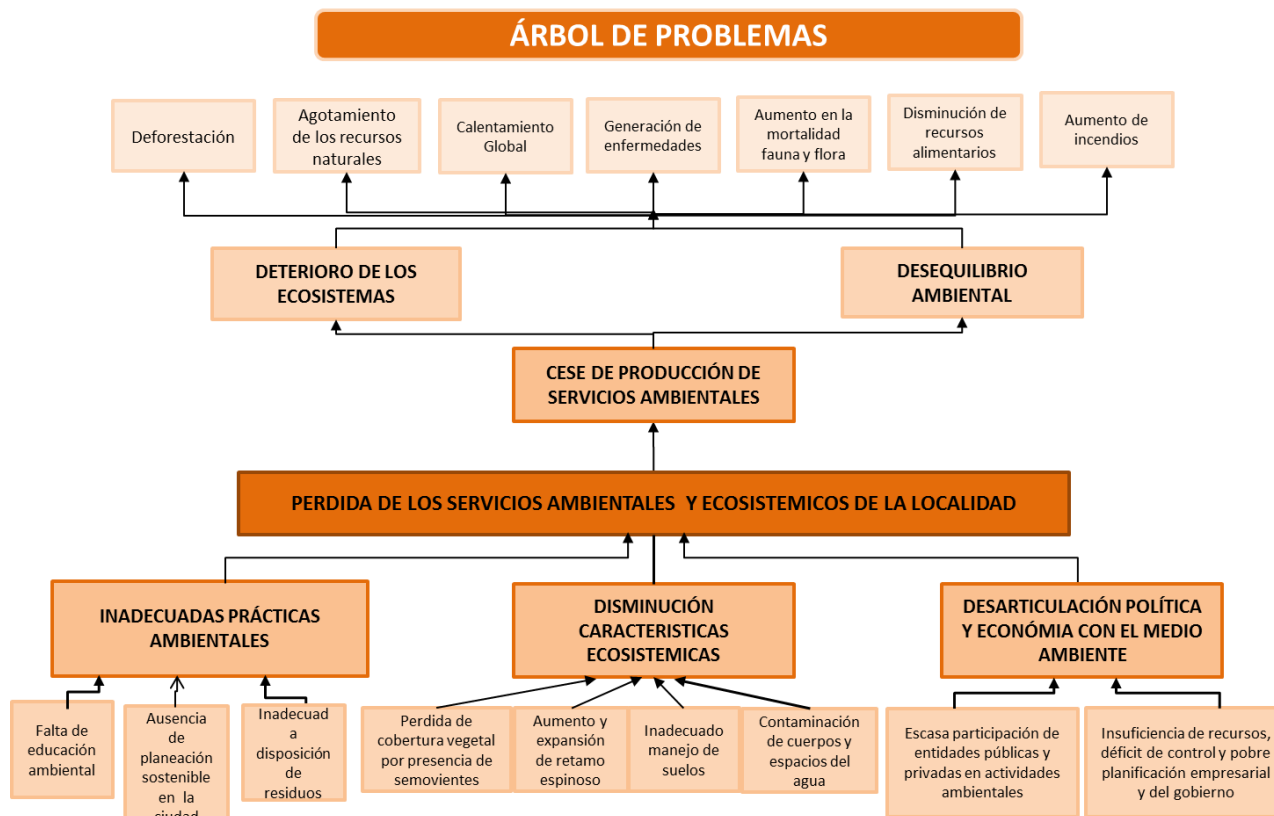 ÁRBOL DE PROBLEMAS
Deforestación
Agotamiento
de los recursos
naturales
Calentamiento
Global
Generación de
enfermedades
Aumento en la
mortalidad
fauna y flora
Disminución de
recursos
alimentarios
Aumento de
incendios
DETERIORO DE LOS
ECOSISTEMAS
DESEQUILIBRIO
AMBIENTAL
CESE DE PRODUCCIÓN DE
SERVICIOS AMBIENTALES
PERDIDA DE LOS SERVICIOS AMBIENTALES Y ECOSISTEMICOS DE LA LOCALIDAD
INADECUADAS PRÁCTICAS
AMBIENTALES
DISMINUCIÓN
CARACTERISTICAS
ECOSISTEMICAS
DESARTICULACIÓN POLÍTICA
Y ECONÓMIA CON EL MEDIO
AMBIENTE
Falta de
educación
ambiental
Ausencia
de
planeación
sostenible
en la
ciudad
Inadecuad
a
disposición
de
residuos
Perdida de
cobertura vegetal
por presencia de
semovientes
Aumento y
expansión
de retamo
espinoso
Inadecuado
manejo de
suelos
Contaminación
de cuerpos y
espacios del
agua
Escasa participación de
entidades públicas y
privadas en actividades
ambientales
Insuficiencia de recursos,
déficit de control y pobre
planificación empresarial
y del gobierno